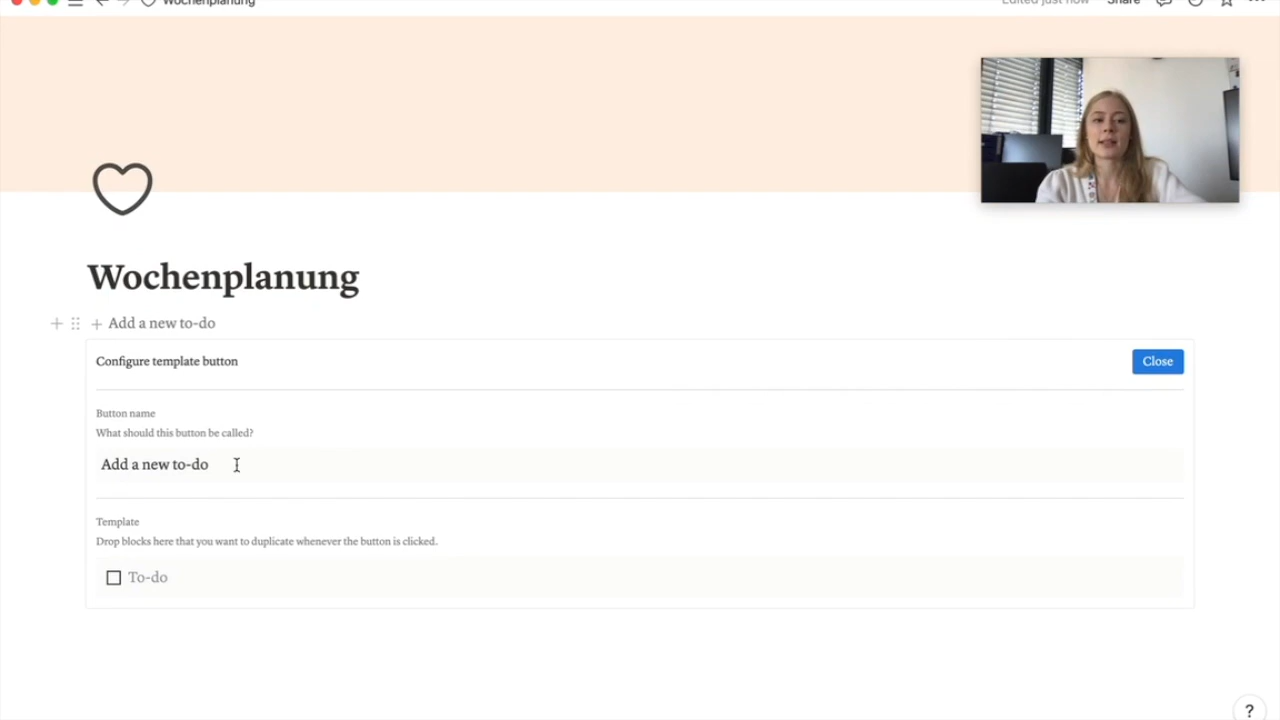 Wochenplanung
Edited just now
Share
Wochenplanung
Add a new to-do
Configure template button
Close
Button name
What should this button be called?
Add a new to-do
Template
Drop blocks here that you want to duplicate whenever the button is clicked.
To-do
?